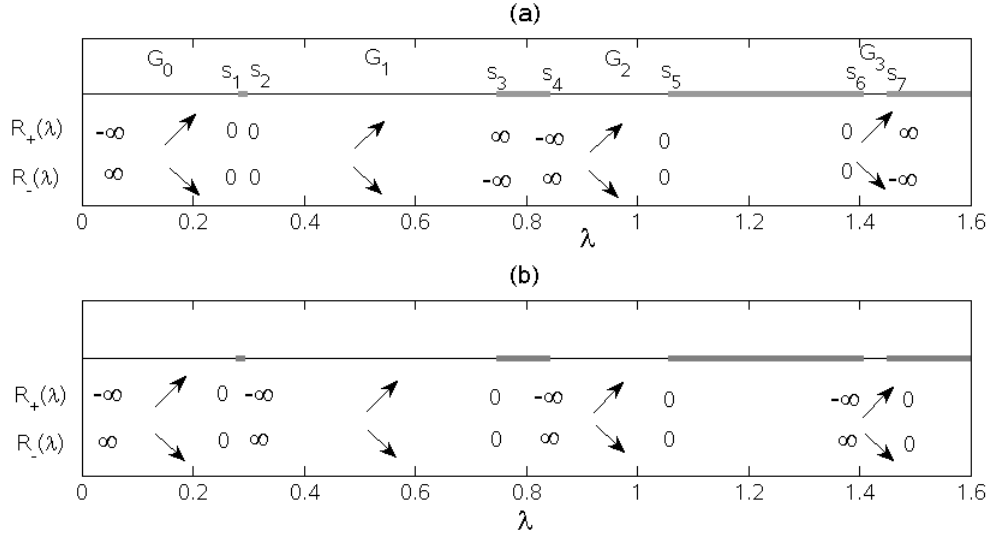 (a)
G0 G1 G2 G3
s1 s2 s3 s4 s5 s6 s7
R+(λ) -∞ 0 0 ∞ -∞ 0 0 ∞
R-(λ) ∞ 0 0 -∞ ∞ 0 0 -∞
0 0.2 0.4 0.6 0.8 1 1.2 1.4 1.6
λ
(b)
R+(λ) -∞ 0 -∞ 0 -∞ 0 -∞ 0
R-(λ) ∞ 0 ∞ 0 ∞ 0 ∞ 0
0 0.2 0.4 0.6 0.8 1 1.2 1.4 1.6
λ